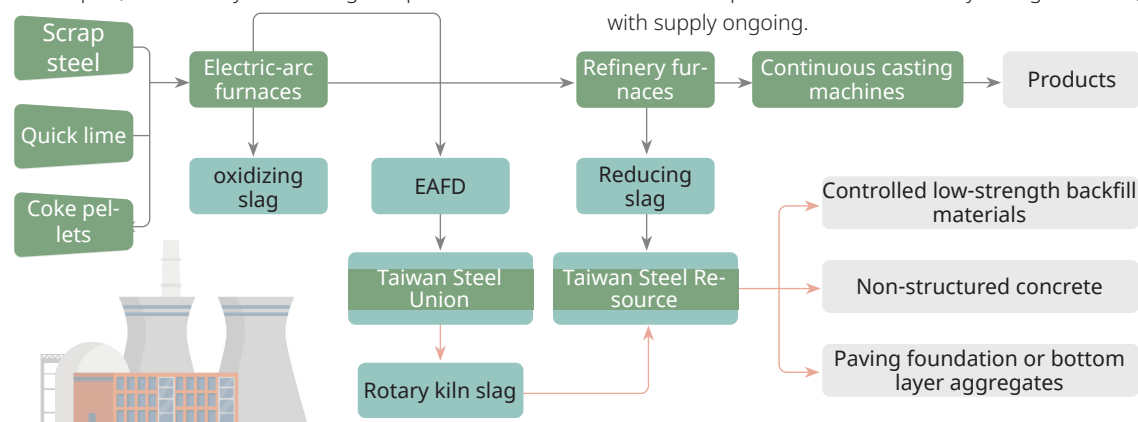 with supply ongoing.
Scrap
steel
Electric-arc
furnaces
Refinery fur-
naces
Continuous casting
machines
Products
Quick lime
oxidizing
slag
EAFD
Reducing
slag
Controlled low-strength backfill
materials
Coke pel-
lets
Taiwan Steel
Union
Taiwan Steel Re-
source
Non-structured concrete
Rotary kiln slag
Paving foundation or bottom
layer aggregates